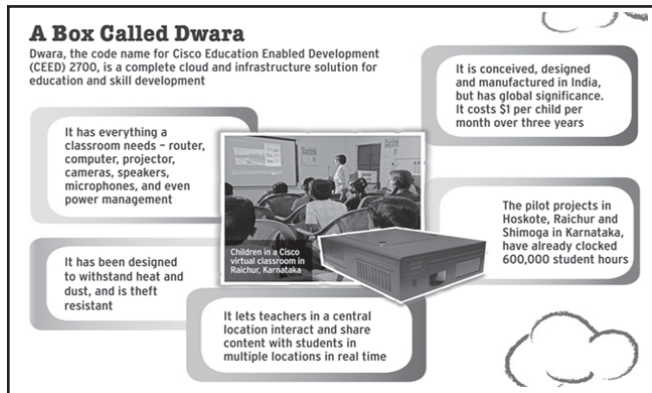 A Box Called Dwara
Dwara, the code name for Cisco Education Enabled Development
(CEED) 2700, is a complete cloud and infrastructure solution for
education and skill development
It is conceived, designed
and manufactured in India,
but has global significance.
It costs $1 per child per
month over three years
It has everything a
classroom needs – router,
computer, projector,
cameras, speakers,
microphones, and even
power management
The pilot projects in
Hoskote, Raichur and
Shimoga in Karnataka,
have already clocked
600,000 student hours
Children in a Cisco
virtual classroom in
Raichur, Karnataka
It has been designed
to withstand heat and
dust, and is theft
resistant
It lets teachers in a central
location interact and share
content with students in
multiple locations in real time